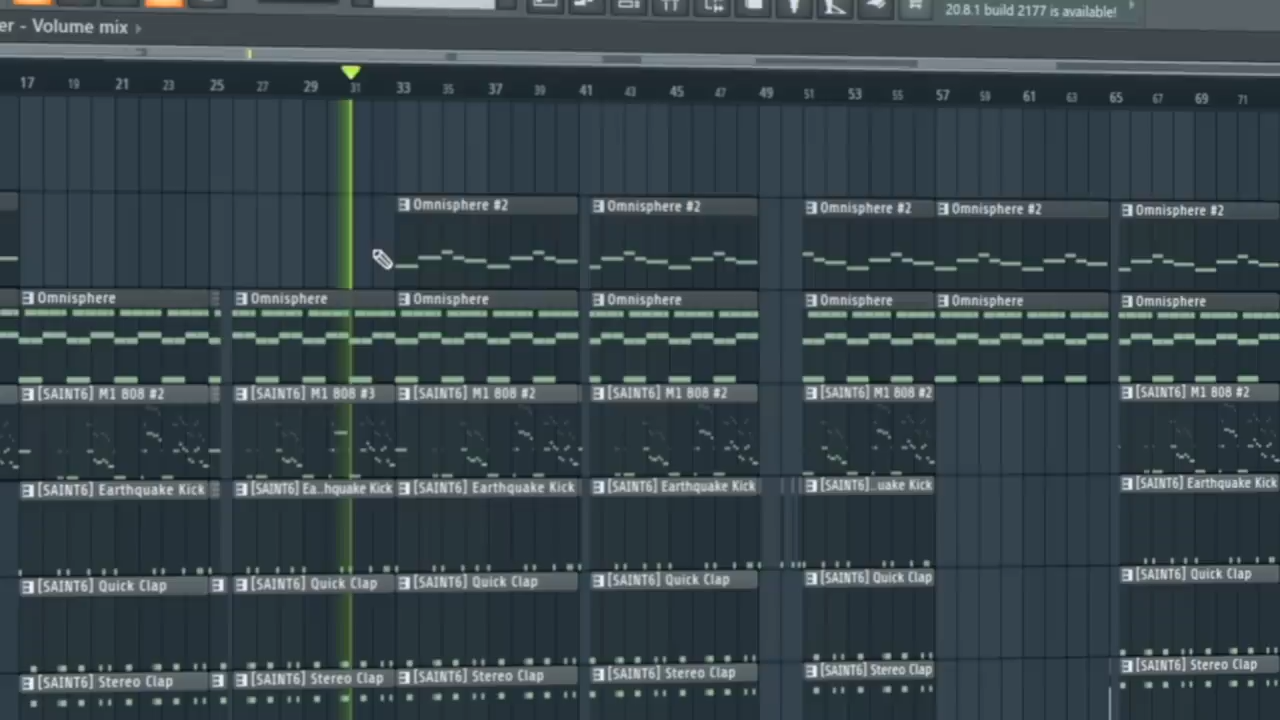 20.8.1 build 2177 is available!
er - Volume mix
17 19 21 23 25 27 29 31 33 35 37 39 41 43 45 47 49 51 53 55 57 59 61 63 65 67 69 71
Omnisphere #2 Omnisphere #2 Omnisphere #2 Omnisphere #2 Omnisphere #2
Omnisphere Omnisphere Omnisphere Omnisphere Omnisphere Omnisphere Omnisphere
[SAINT6] M1 808 #2 [SAINT6] M1 808 #3 [SAINT6] M1 808 #2 [SAINT6] M1 808 #2 [SAINT6] M1 808 #2 [SAINT6] M1 808 #2
[SAINT6] Earthquake Kick [SAINT6] Ea..hquake Kick [SAINT6] Earthquake Kick [SAINT6] Earthquake Kick [SAINT6]..uake Kick [SAINT6] Earthquake Kick
[SAINT6] Quick Clap [SAINT6] Quick Clap [SAINT6] Quick Clap [SAINT6] Quick Clap [SAINT6] Quick Clap [SAINT6] Quick Clap
[SAINT6] Stereo Clap [SAINT6] Stereo Clap [SAINT6] Stereo Clap [SAINT6] Stereo Clap [SAINT6] Stereo Clap [SAINT6] Stereo Clap